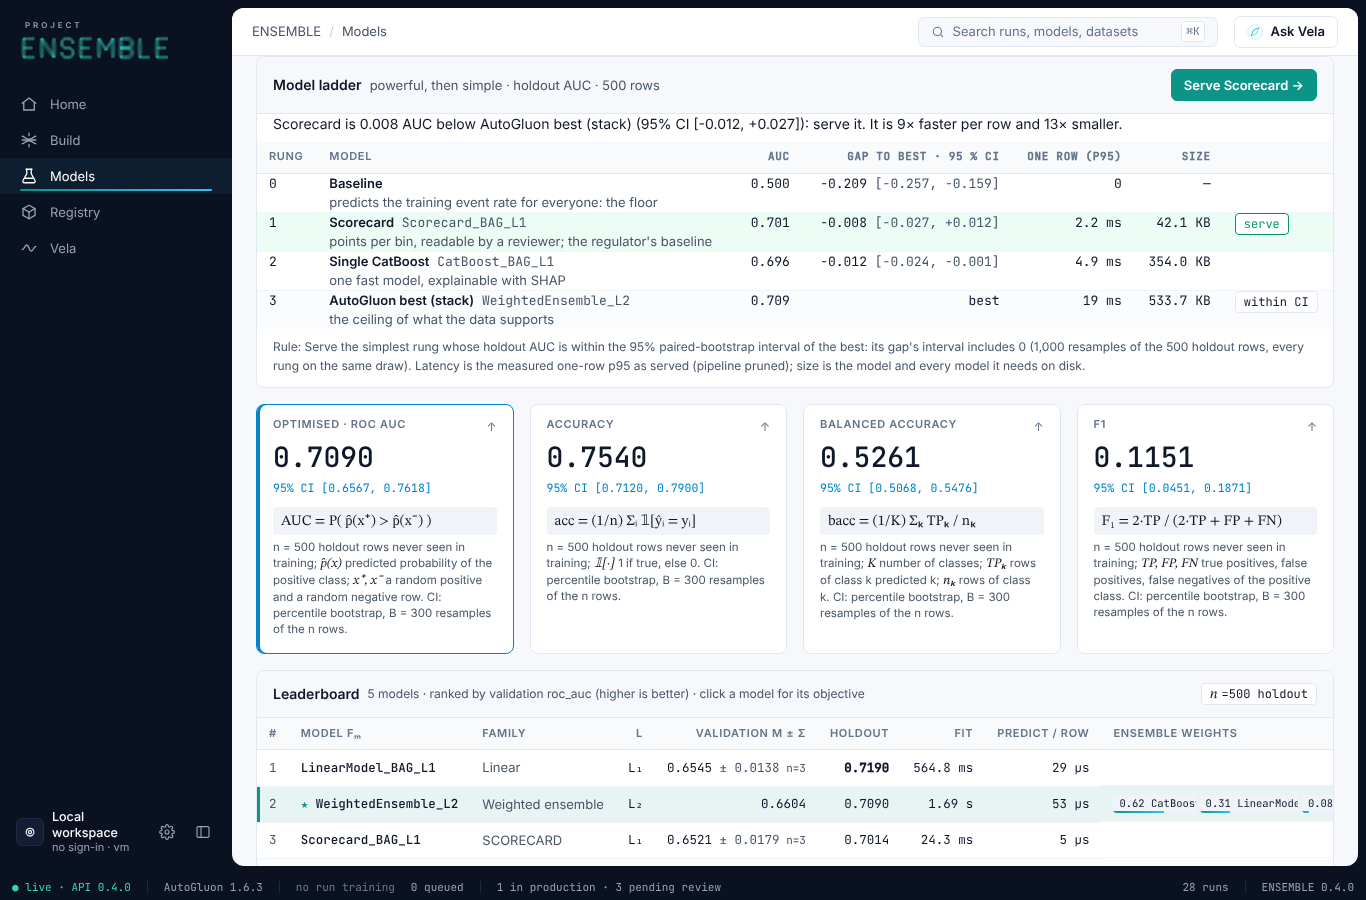 PROJECT
ENSEMBLE
Home
Build
Models
Registry
Vela
Local workspace
no sign-in · vm
ENSEMBLE / Models
Search runs, models, datasets ⌘K
Ask Vela
Model ladder powerful, then simple · holdout AUC · 500 rows
Serve Scorecard →
Scorecard is 0.008 AUC below AutoGluon best (stack) (95% CI [-0.012, +0.027]): serve it. It is 9× faster per row and 13× smaller.
RUNG MODEL AUC GAP TO BEST · 95 % CI ONE ROW (P95) SIZE
0 Baseline 0.500 -0.209 [-0.257, -0.159] 0 —
predicts the training event rate for everyone: the floor
1 Scorecard Scorecard_BAG_L1 0.701 -0.008 [-0.027, +0.012] 2.2 ms 42.1 KB serve
points per bin, readable by a reviewer; the regulator's baseline
2 Single CatBoost CatBoost_BAG_L1 0.696 -0.012 [-0.024, -0.001] 4.9 ms 354.0 KB
one fast model, explainable with SHAP
3 AutoGluon best (stack) WeightedEnsemble_L2 0.709 best 19 ms 533.7 KB within CI
the ceiling of what the data supports
Rule: Serve the simplest rung whose holdout AUC is within the 95% paired-bootstrap interval of the best: its gap's interval includes 0 (1,000 resamples of the 500 holdout rows, every
rung on the same draw). Latency is the measured one-row p95 as served (pipeline pruned); size is the model and every model it needs on disk.
OPTIMISED · ROC AUC ↑
0.7090
95% CI [0.6567, 0.7618]
AUC = P( p̂(x⁺) > p̂(x⁻) )
n = 500 holdout rows never seen in
training; p̂(x) predicted probability of the
positive class; x⁺, x⁻ a random positive
and a random negative row. CI:
percentile bootstrap, B = 300 resamples
of the n rows.
ACCURACY ↑
0.7540
95% CI [0.7120, 0.7900]
acc = (1/n) Σᵢ 𝟙[ŷᵢ = yᵢ]
n = 500 holdout rows never seen in
training; 𝟙[·] 1 if true, else 0. CI:
percentile bootstrap, B = 300 resamples
of the n rows.
BALANCED ACCURACY ↑
0.5261
95% CI [0.5068, 0.5476]
bacc = (1/K) Σₖ TPₖ / nₖ
n = 500 holdout rows never seen in
training; K number of classes; TPₖ rows
of class k predicted k; nₖ rows of class
k. CI: percentile bootstrap, B = 300
resamples of the n rows.
F1 ↑
0.1151
95% CI [0.0451, 0.1871]
F₁ = 2·TP / (2·TP + FP + FN)
n = 500 holdout rows never seen in
training; TP, FP, FN true positives, false
positives, false negatives of the positive
class. CI: percentile bootstrap, B = 300
resamples of the n rows.
Leaderboard 5 models · ranked by validation roc_auc (higher is better) · click a model for its objective
n =500 holdout
# MODEL Fₘ FAMILY L VALIDATION M ± Σ HOLDOUT FIT PREDICT / ROW ENSEMBLE WEIGHTS
1 LinearModel_BAG_L1 Linear L₁ 0.6545 ± 0.0138 n=3 0.7190 564.8 ms 29 µs
2 ★ WeightedEnsemble_L2 Weighted ensemble L₂ 0.6604 0.7090 1.69 s 53 µs 0.62 CatBoos 0.31 LinearMode 0.08
3 Scorecard_BAG_L1 SCORECARD L₁ 0.6521 ± 0.0179 n=3 0.7014 24.3 ms 5 µs
● live · API 0.4.0 AutoGluon 1.6.3 no run training 0 queued 1 in production · 3 pending review 28 runs ENSEMBLE 0.4.0